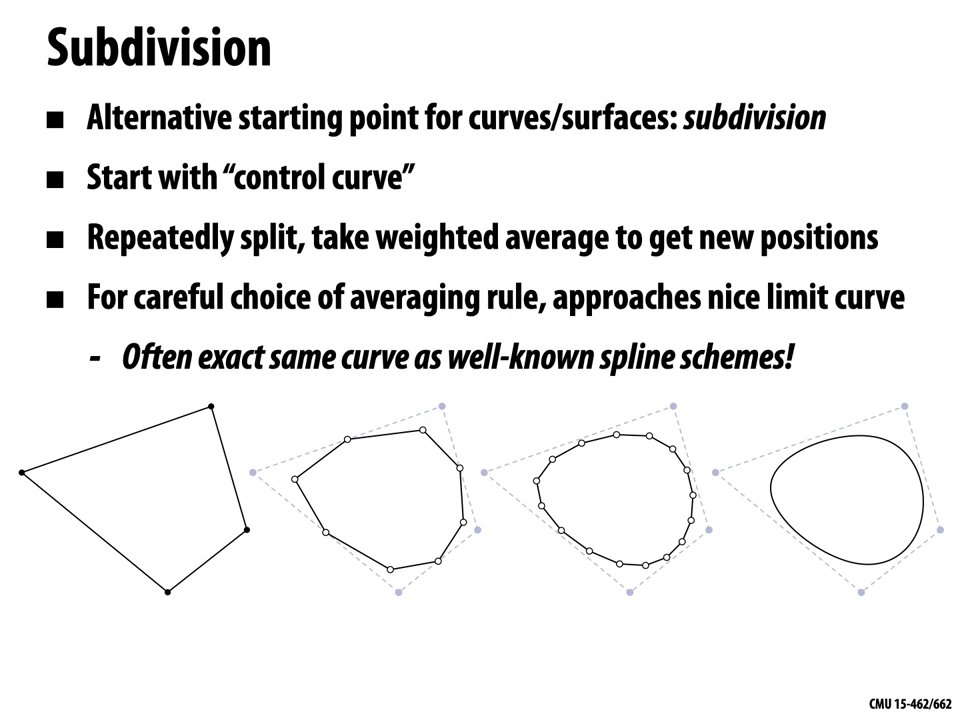 Subdivision
■ Alternative starting point for curves/surfaces: subdivision
■ Start with “control curve”
■ Repeatedly split, take weighted average to get new positions
■ For careful choice of averaging rule, approaches nice limit curve
- Often exact same curve as well-known spline schemes!
CMU 15-462/662